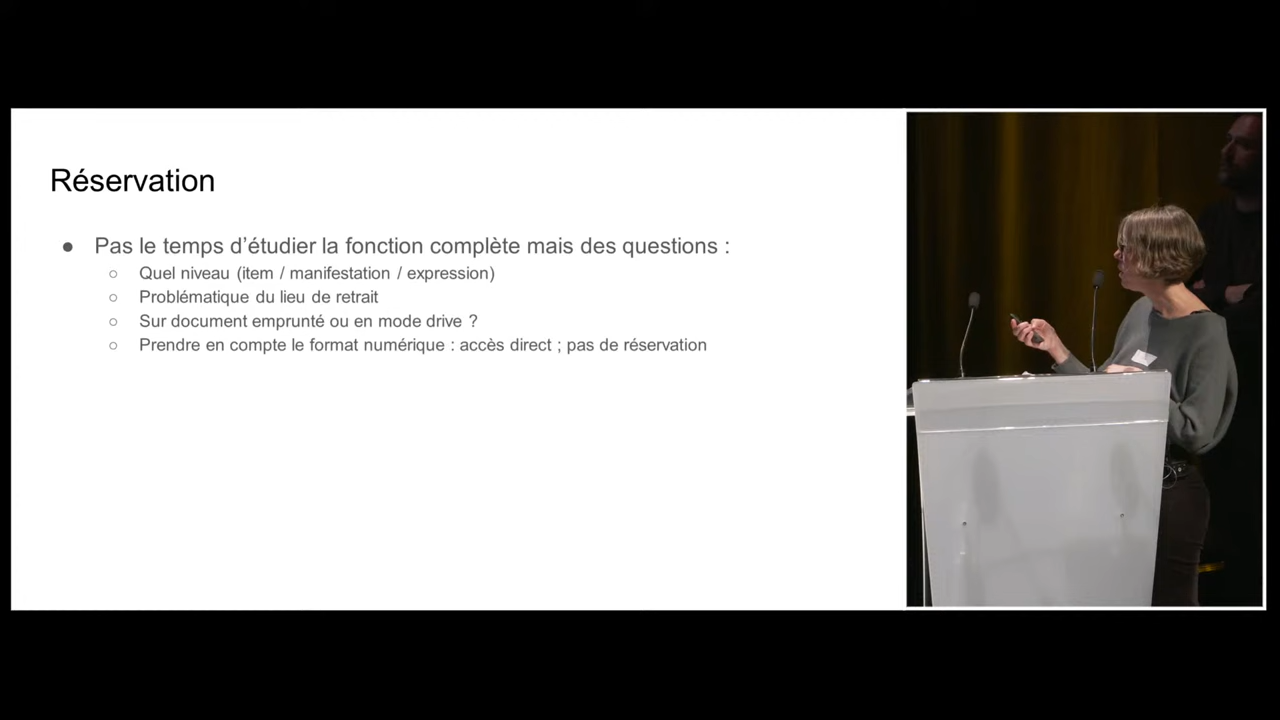 Réservation
● Pas le temps d’étudier la fonction complète mais des questions :
○ Quel niveau (item / manifestation / expression)
○ Problématique du lieu de retrait
○ Sur document emprunté ou en mode drive ?
○ Prendre en compte le format numérique : accès direct ; pas de réservation